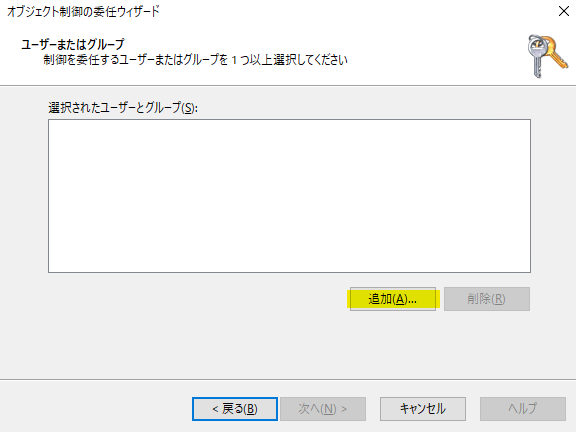 オブジェクト制御の委任ウィザード
ユーザーまたはグループ
制御を委任するユーザーまたはグループを 1 つ以上選択してください
選択されたユーザーとグループ(S):
追加(A)...
削除(R)
< 戻る(B)
次へ(N) >
キャンセル
ヘルプ